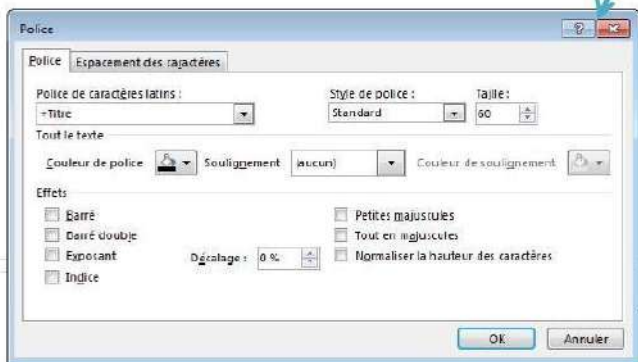 Police
Police Espacement des caractères
Police de caractères latins : Style de police : Taille :
+Titre Standard 60
Tout le texte
Couleur de police Soulignement (aucun) Couleur de soulignement
Effets
Barré Petites majuscules
Barré double Tout en majuscules
Exposant Décalage : 0 % Normaliser la hauteur des caractères
Indice
OK Annuler